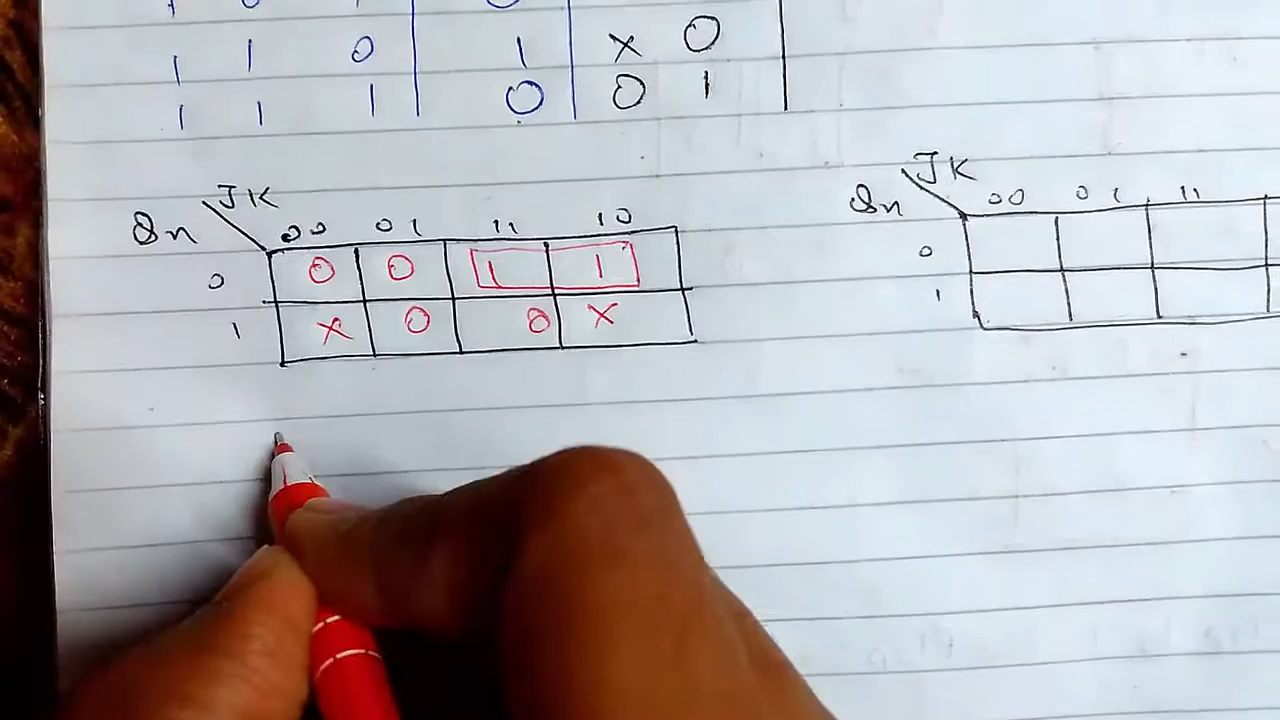 1 1 0 1 X 0
1 1 1 0 0 1
JK
Qn 00 01 11 10
0 0 0 1 1
1 X 0 0 X
JK
Qn 00 01 11
0
1